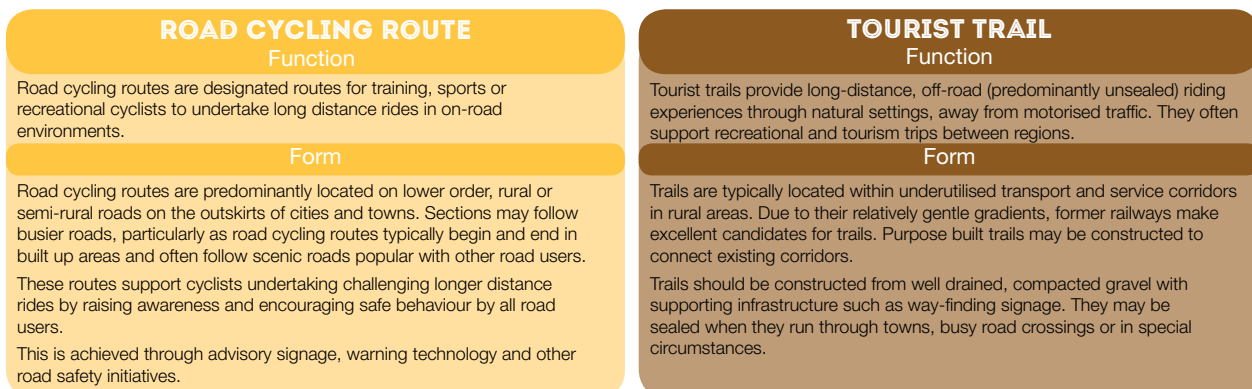 ROAD CYCLING ROUTE
Function
Road cycling routes are designated routes for training, sports or
recreational cyclists to undertake long distance rides in on-road
environments.
Form
Road cycling routes are predominantly located on lower order, rural or
semi-rural roads on the outskirts of cities and towns. Sections may follow
busier roads, particularly as road cycling routes typically begin and end in
built up areas and often follow scenic roads popular with other road users.
These routes support cyclists undertaking challenging longer distance
rides by raising awareness and encouraging safe behaviour by all road
users.
This is achieved through advisory signage, warning technology and other
road safety initiatives.
TOURIST TRAIL
Function
Tourist trails provide long-distance, off-road (predominantly unsealed) riding
experiences through natural settings, away from motorised traffic. They often
support recreational and tourism trips between regions.
Form
Trails are typically located within underutilised transport and service corridors
in rural areas. Due to their relatively gentle gradients, former railways make
excellent candidates for trails. Purpose built trails may be constructed to
connect existing corridors.
Trails should be constructed from well drained, compacted gravel with
supporting infrastructure such as way-finding signage. They may be
sealed when they run through towns, busy road crossings or in special
circumstances.